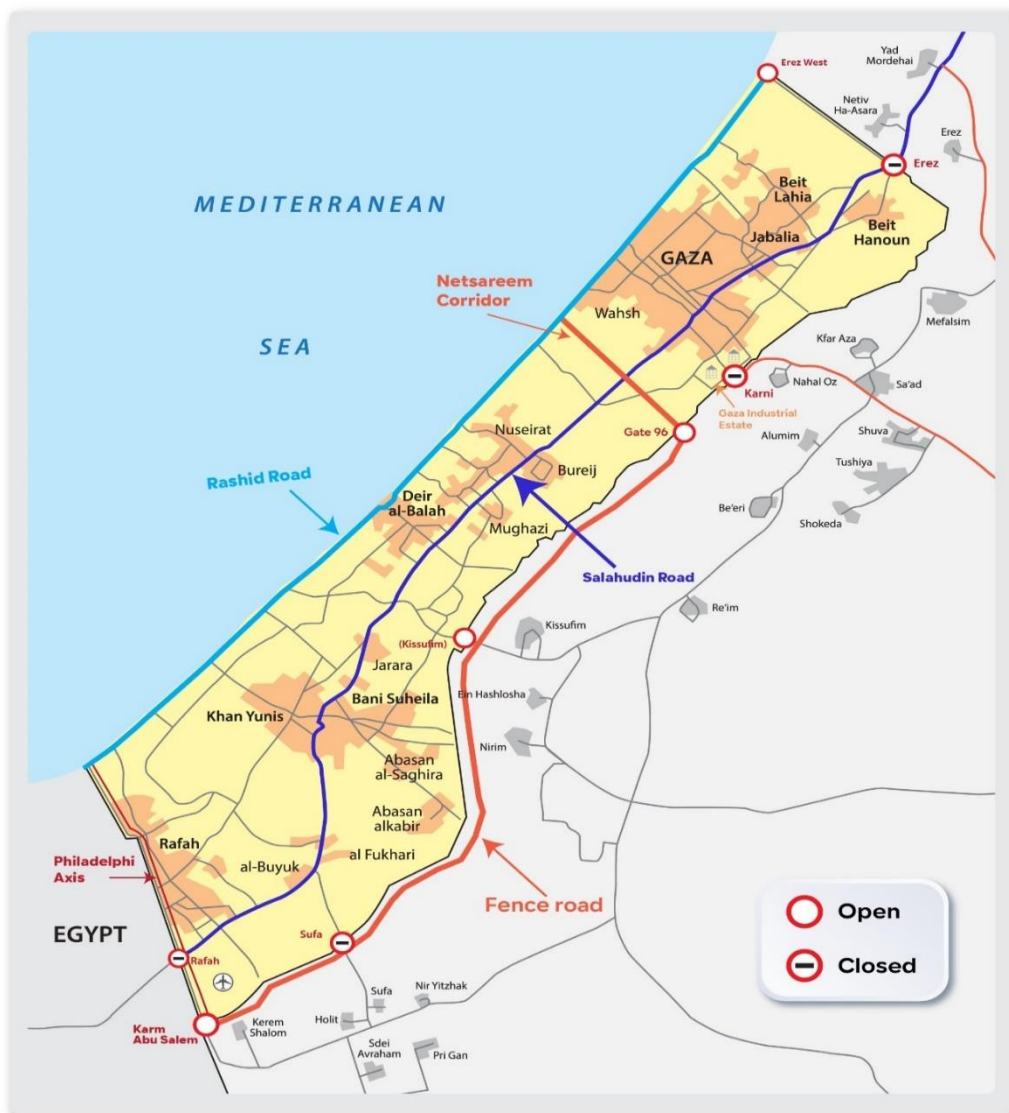 Erez West
Yad
Mordehai
Netiv
Ha-Asara
Erez
Erez
MEDITERRANEAN
SEA
Beit
Lahia
Jabalia
Beit
Hanoun
GAZA
Netsareem
Corridor
Wahsh
Mefalsim
Kfar Aza
Nahal Oz
Sa'ad
Karni
Gaza Industrial
Estate
Gate 96
Alumim
Shuva
Tushiya
Nuseirat
Bureij
Rashid Road
Deir
al-Balah
Mughazi
Be'eri
Shokeda
Salahudin Road
Re'im
(Kissufim)
Kissufim
Jarara
Bani Suheila
Ein Hashlosha
Khan Yunis
Nirim
Abasan
al-Saghira
Abasan
alkabir
Rafah
al-Buyuk
al Fukhari
Philadelphi
Axis
Fence road
EGYPT
Sufa
Rafah
Open
Closed
Karm
Abu Salem
Kerem
Shalom
Holit
Sufa
Nir Yitzhak
Sdei
Avraham
Pri Gan